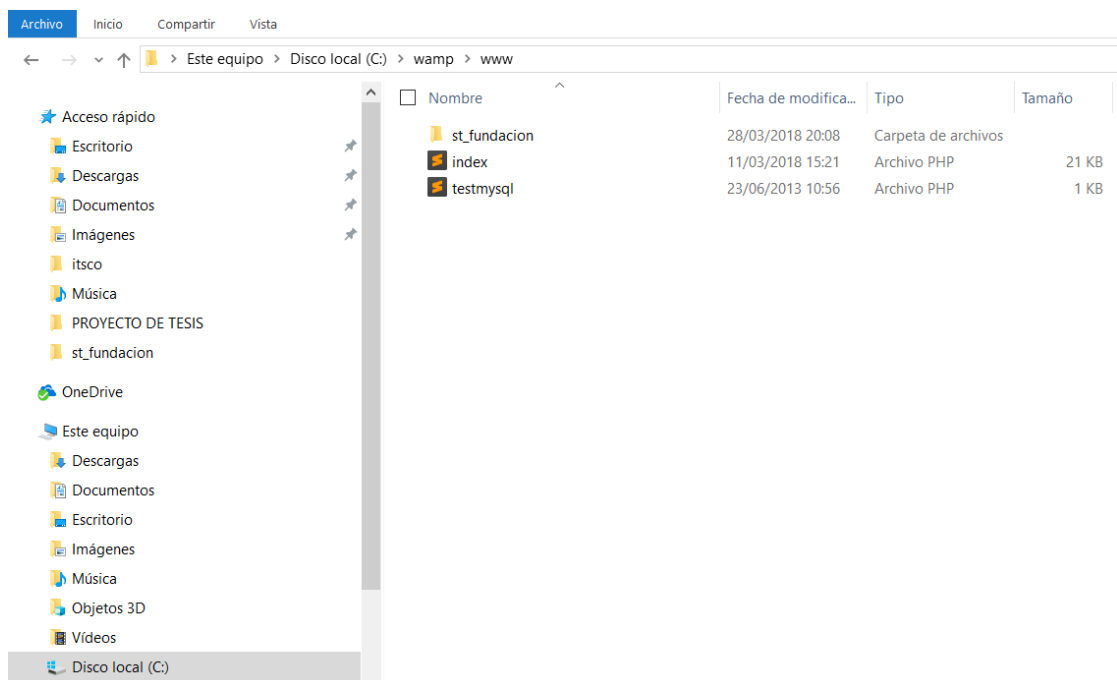 Archivo Inicio Compartir Vista
Este equipo > Disco local (C:) > wamp > www
Nombre Fecha de modifica... Tipo Tamaño
st_fundacion 28/03/2018 20:08 Carpeta de archivos
index 11/03/2018 15:21 Archivo PHP 21 KB
testmysql 23/06/2013 10:56 Archivo PHP 1 KB
Acceso rápido
Escritorio
Descargas
Documentos
Imágenes
itsco
Música
PROYECTO DE TESIS
st_fundacion
OneDrive
Este equipo
Descargas
Documentos
Escritorio
Imágenes
Música
Objetos 3D
Vídeos
Disco local (C:)